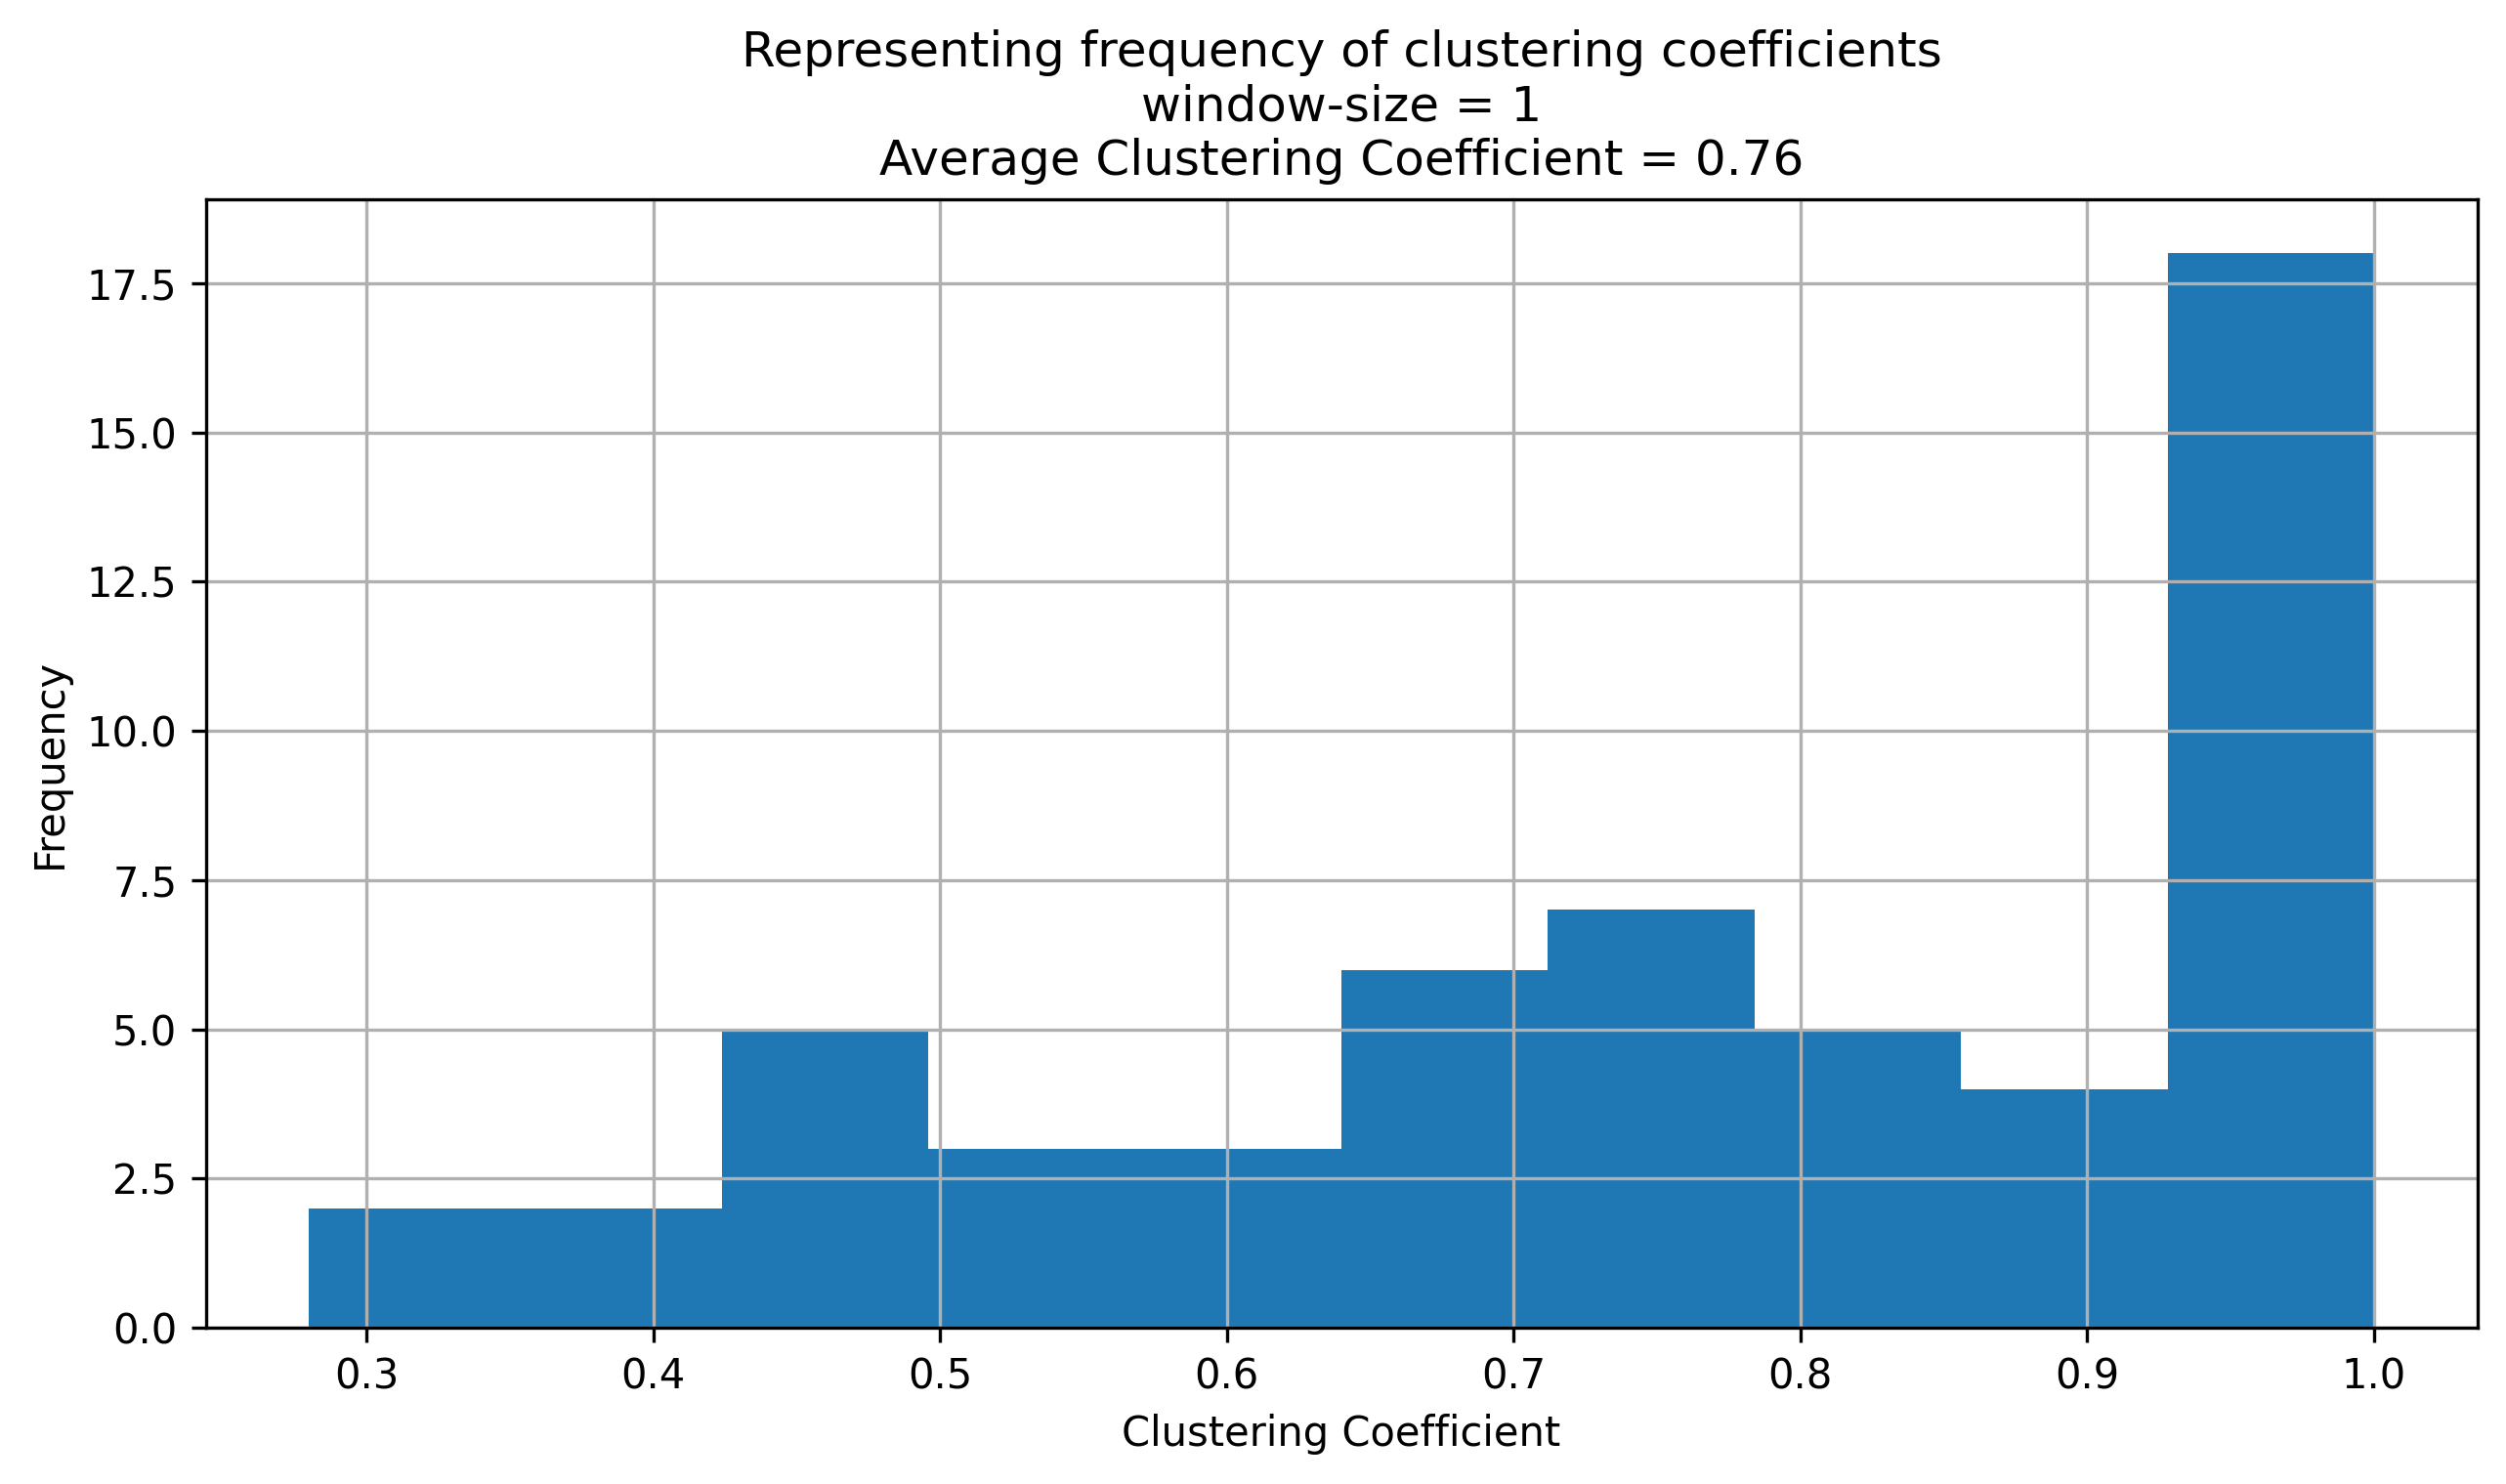 Representing frequency of clustering coefficients
window-size = 1
Average Clustering Coefficient = 0.76
17.5
15.0
12.5
10.0
7.5
5.0
2.5
0.0
Frequency
0.3 0.4 0.5 0.6 0.7 0.8 0.9 1.0
Clustering Coefficient